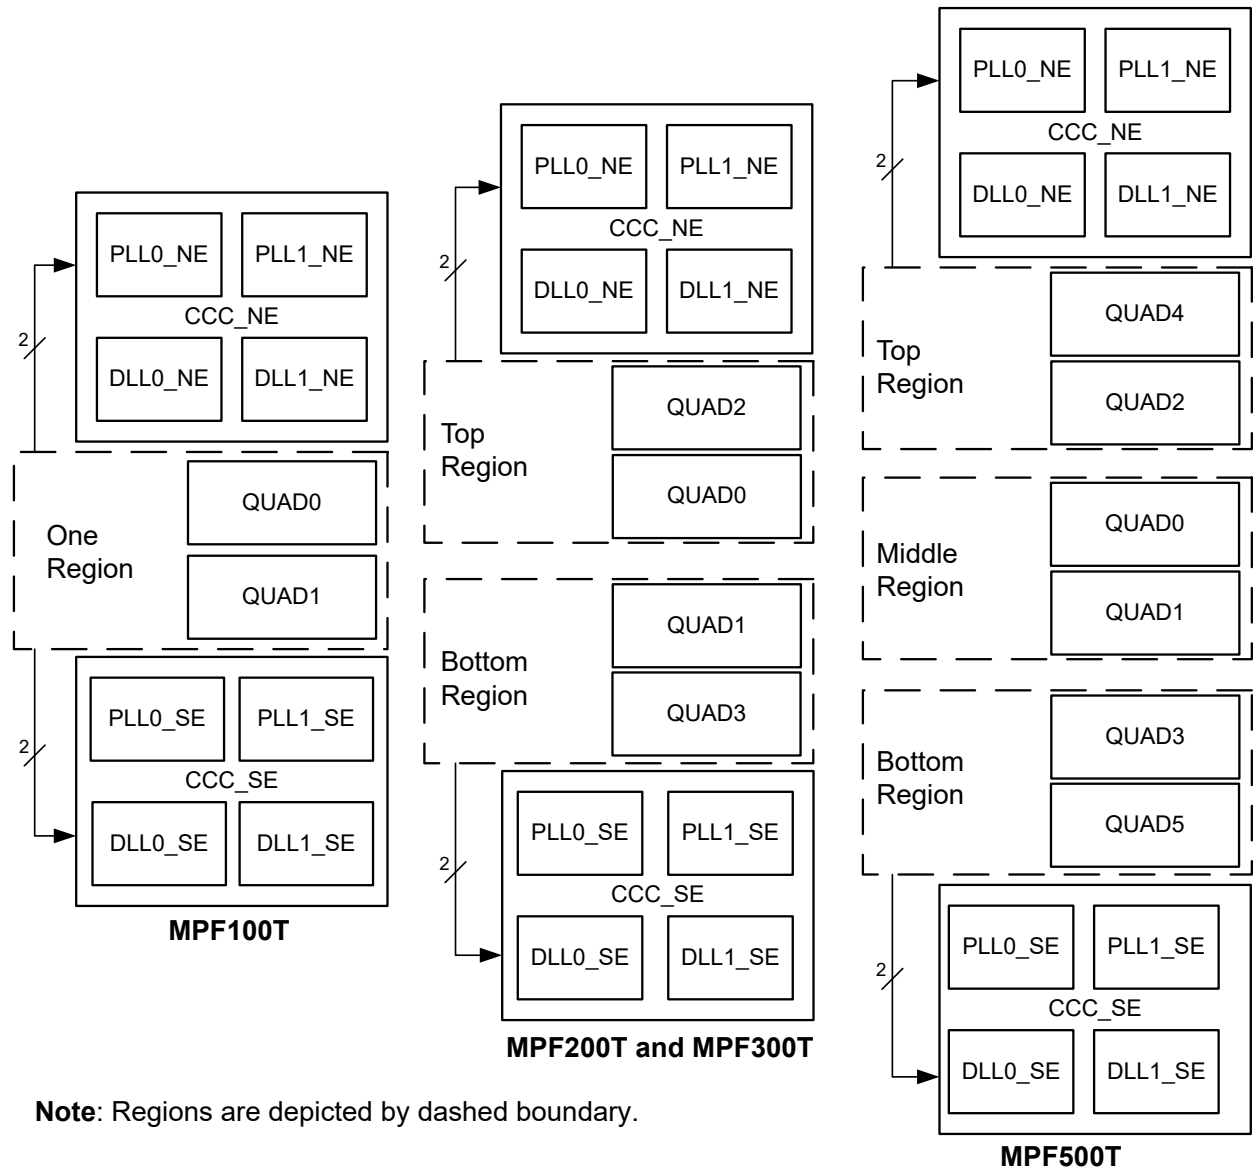 PLL0_NE PLL1_NE
CCC_NE
DLL0_NE DLL1_NE
2
One
Region
QUAD0
QUAD1
2
PLL0_SE PLL1_SE
CCC_SE
DLL0_SE DLL1_SE
MPF100T
PLL0_NE PLL1_NE
CCC_NE
DLL0_NE DLL1_NE
2
Top
Region
QUAD2
QUAD0
Bottom
Region
QUAD1
QUAD3
2
PLL0_SE PLL1_SE
CCC_SE
DLL0_SE DLL1_SE
MPF200T and MPF300T
PLL0_NE PLL1_NE
CCC_NE
DLL0_NE DLL1_NE
2
Top
Region
QUAD4
QUAD2
Middle
Region
QUAD0
QUAD1
Bottom
Region
QUAD3
QUAD5
2
PLL0_SE PLL1_SE
CCC_SE
DLL0_SE DLL1_SE
MPF500T
Note: Regions are depicted by dashed boundary.